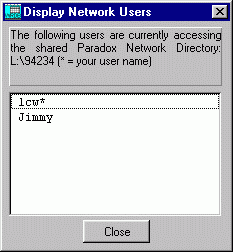 Display Network Users
The following users are currently accessing
the shared Paradox Network Directory:
L:\94234 (* = your user name)
lcw*
Jimmy
Close